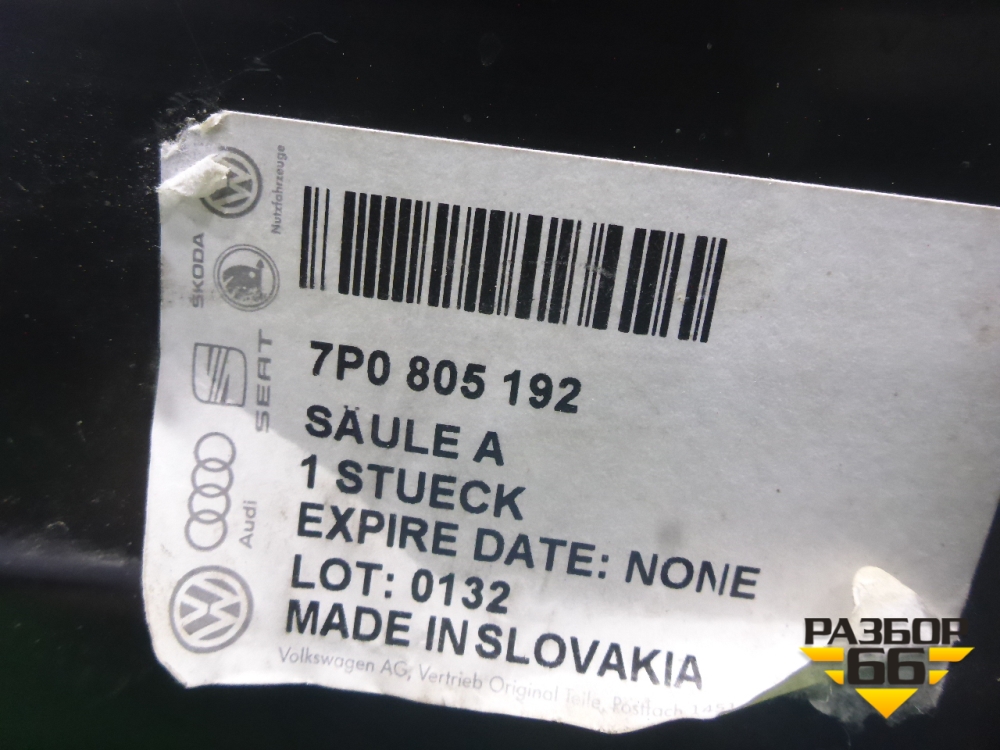 Nutzfahrzeuge
ŠKODA
SEAT
Audi
7P0 805 192
SÄULE A
1 STUECK
EXPIRE DATE: NONE
LOT: 0132
MADE IN SLOVAKIA
Volkswagen AG, Vertrieb Original Teile, Postfach
РАЗБОР
66